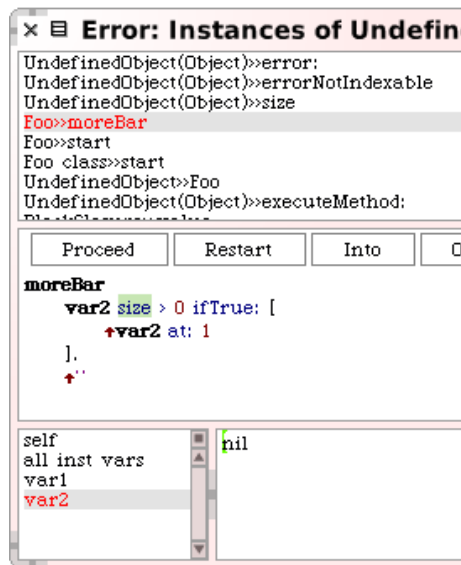 × Error: Instances of Undefin
UndefinedObject(Object)>>error:
UndefinedObject(Object)>>errorNotIndexable
UndefinedObject(Object)>>size
Foo>>moreBar
Foo>>start
Foo class>>start
UndefinedObject>>Foo
UndefinedObject(Object)>>executeMethod:
Proceed Restart Into O
moreBar
var2 size > 0 ifTrue: [
↑var2 at: 1
].
↑''
self
all inst vars
var1
var2
nil